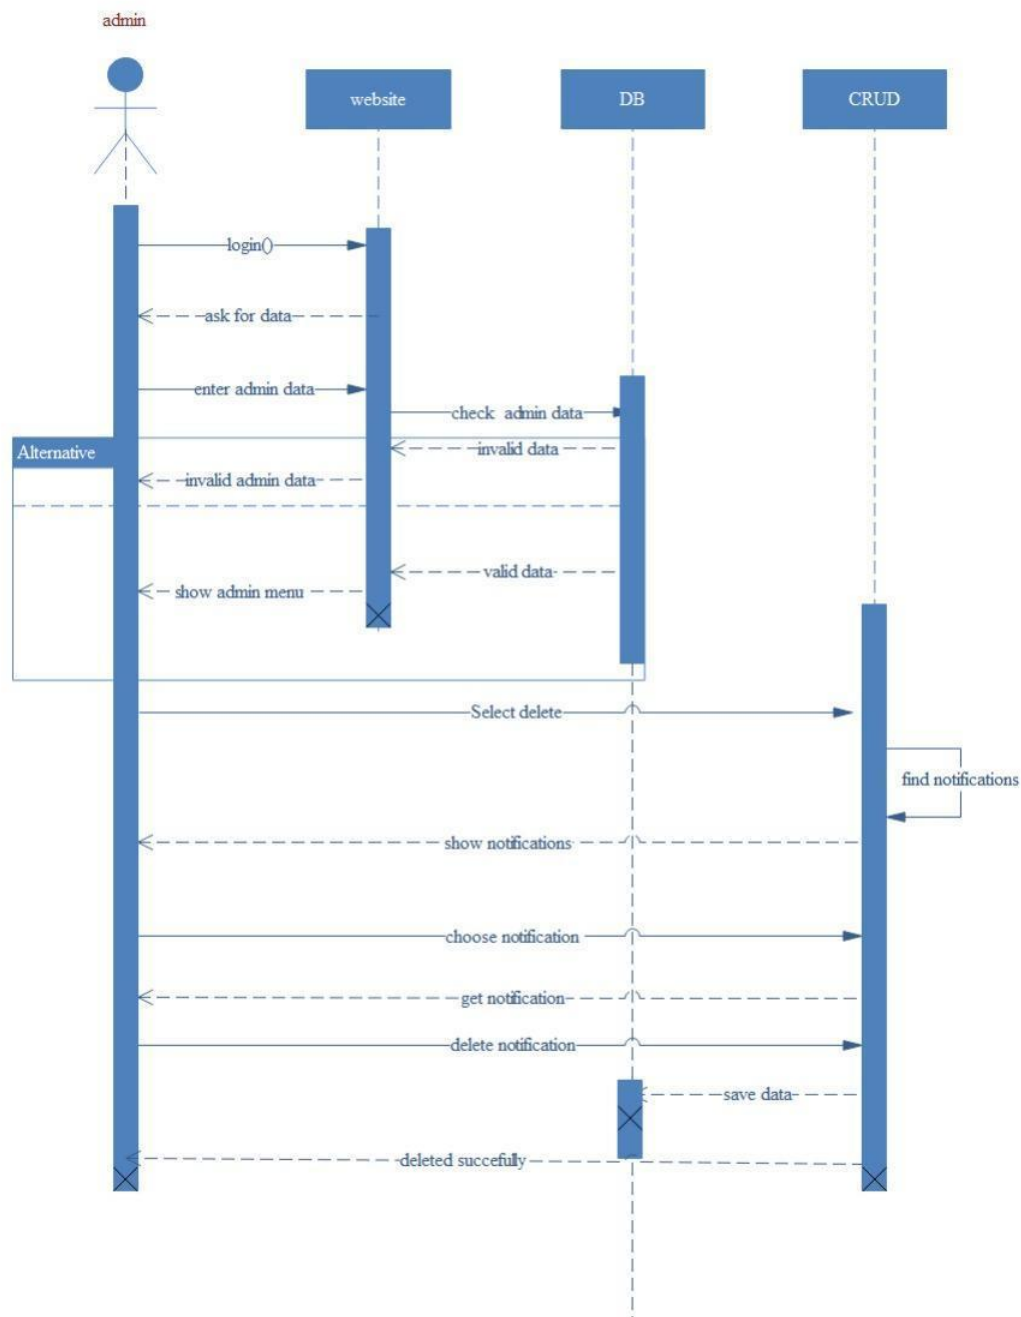 admin
website
DB
CRUD
login()
ask for data
enter admin data
check admin data
Alternative
invalid data
invalid admin data
valid data
show admin menu
Select delete
find notifications
show notifications
choose notification
get notification
delete notification
save data
deleted succefully